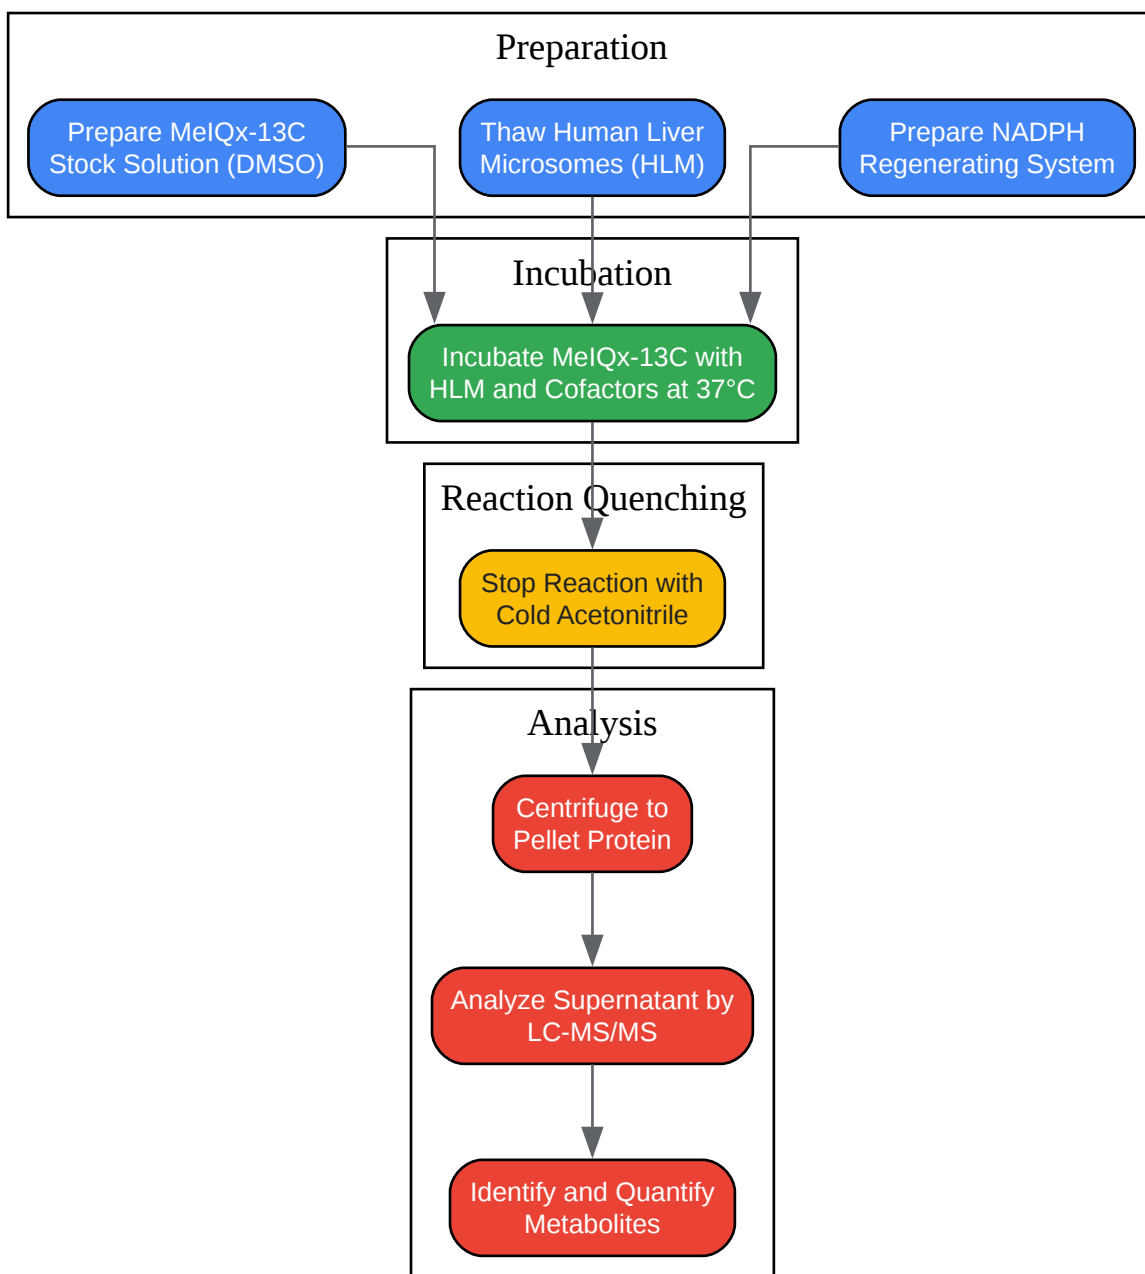 Preparation
Prepare MeIQx-13C
Stock Solution (DMSO)
Thaw Human Liver
Microsomes (HLM)
Prepare NADPH
Regenerating System
Incubation
Incubate MeIQx-13C with
HLM and Cofactors at 37°C
Reaction Quenching
Stop Reaction with
Cold Acetonitrile
Analysis
Centrifuge to
Pellet Protein
Analyze Supernatant by
LC-MS/MS
Identify and Quantify
Metabolites